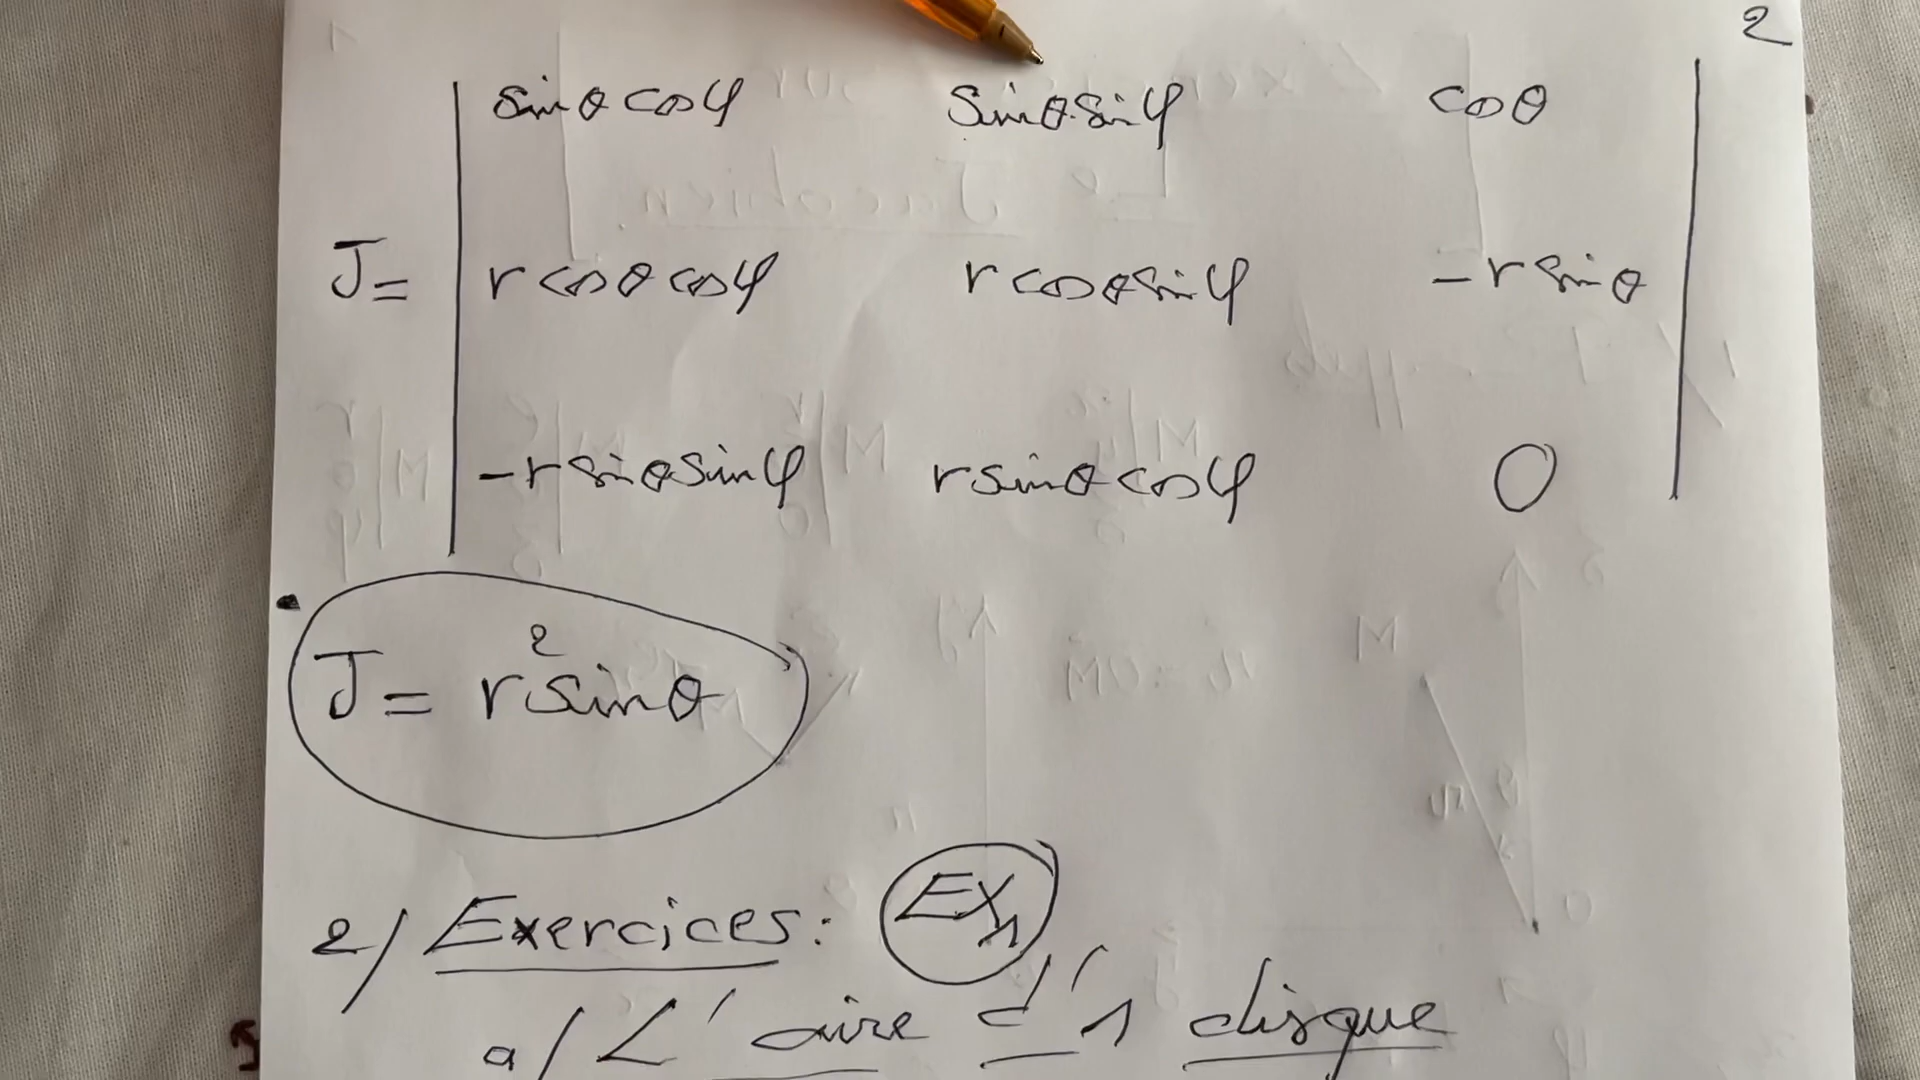 2
sinθ cosφ sinθ sinφ cosθ
J= r cosθ cosφ r cosθ sinφ -r sinθ
-r sinθ sinφ r sinθ cosφ 0
J = r² sinθ
2/ Exercices: EX1
a/ L'aire d'1 disque